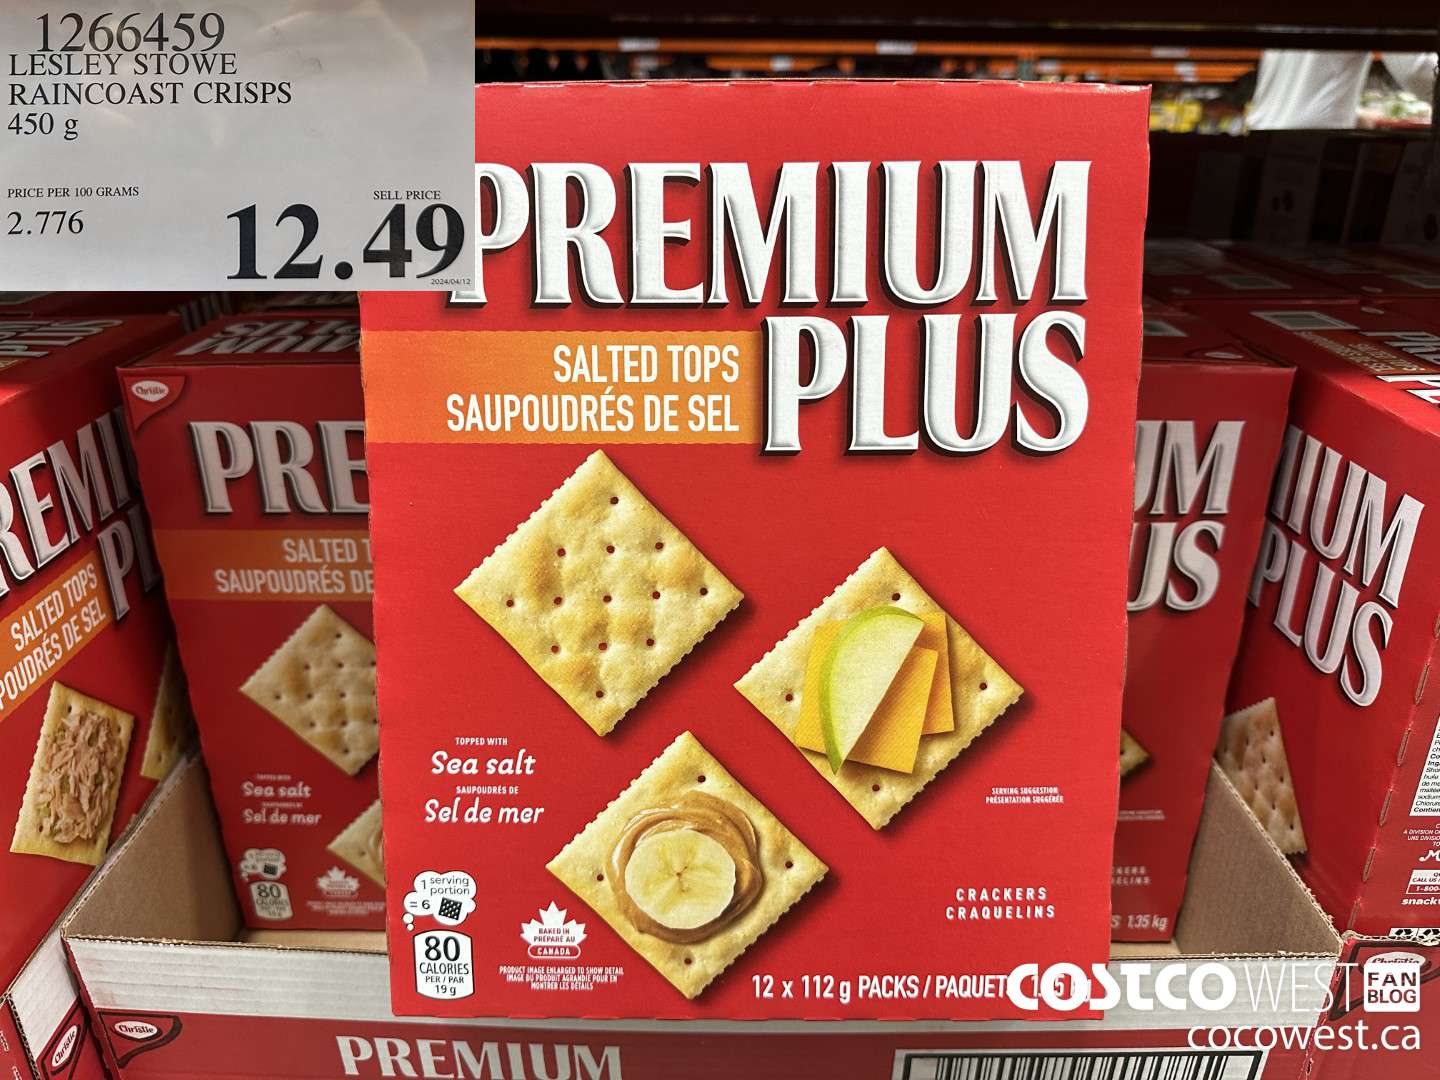 1266459
LESLEY STOWE
RAINCOAST CRISPS
450 g
PRICE PER 100 GRAMS
2.776
SELL PRICE
12.49
2024/04/12
PREMIUM
PLUS
SALTED TOPS
SAUPOUDRÉS DE SEL
TOPPED WITH
Sea salt
SAUPOUDRÉS DE
Sel de mer
SERVING SUGGESTION
PRÉSENTATION SUGGÉRÉE
1 serving
portion
= 6
80
CALORIES
PER / PAR
19 g
BAKED IN
PRÉPARÉ AU
CANADA
PRODUCT IMAGE ENLARGED TO SHOW DETAIL
IMAGE DU PRODUIT AGRANDIE POUR EN
MONTRER LES DÉTAILS
CRACKERS
CRAQUELINS
12 x 112 g PACKS / PAQUETS
Christie
PRE
SALTED T
SAUPOUDRÉS DE
Sea salt
Sel de mer
80
CALORIES
REMI
PL
SALTED TOPS
POUDRÉS DE SEL
UM
US
1.35 kg
IUM
PLUS
Christie
Christie
PREMIUM
Christie
COSTCO WEST
FAN
BLOG
cocowest.ca